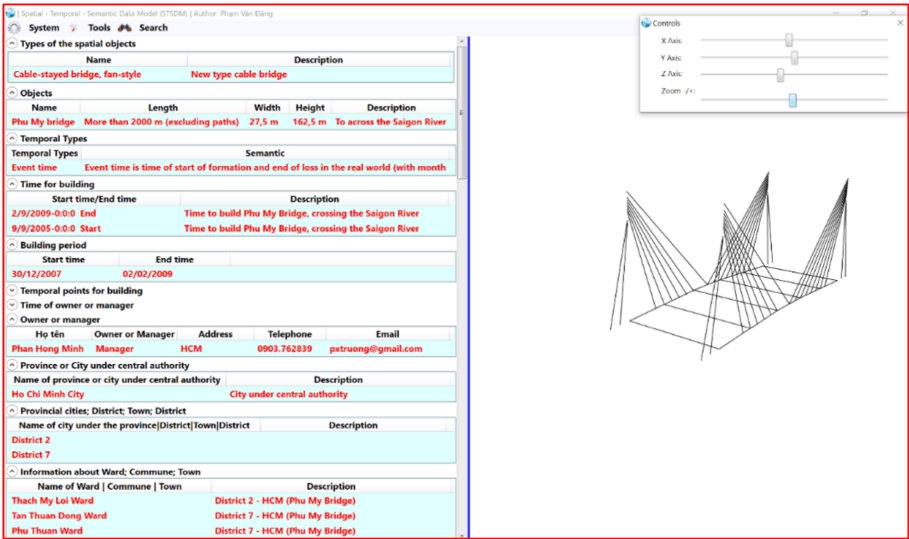 | Spatial - Temporal - Semantic Data Model (STSDM) | Author: Phạm Văn Đăng
System Tools Search
Types of the spatial objects
Name Description
Cable-stayed bridge, fan-style New type cable bridge
Objects
Name Length Width Height Description
Phu My bridge More than 2000 m (excluding paths) 27,5 m 162,5 m To across the Saigon River
Temporal Types
Temporal Types Semantic
Event time Event time is time of start of formation and end of loss in the real world (with month
Time for building
Start time/End time Description
2/9/2009-0:0:0 End Time to build Phu My Bridge, crossing the Saigon River
9/9/2005-0:0:0 Start Time to build Phu My Bridge, crossing the Saigon River
Building period
Start time End time
30/12/2007 02/02/2009
Temporal points for building
Time of owner or manager
Owner or manager
Họ tên Owner or Manager Address Telephone Email
Phan Hong Minh Manager HCM 0903.762839 pxtruong@gmail.com
Province or City under central authority
Name of province or city under central authority Description
Ho Chi Minh City City under central authority
Provincial cities; District; Town; District
Name of city under the province|District|Town|District Description
District 2
District 7
Information about Ward; Commune; Town
Name of Ward | Commune | Town Description
Thach My Loi Ward District 2 - HCM (Phu My Bridge)
Tan Thuan Dong Ward District 7 - HCM (Phu My Bridge)
Phu Thuan Ward District 7 - HCM (Phu My Bridge)
Controls
X Axis:
Y Axis:
Z Axis:
Zoom -/+: